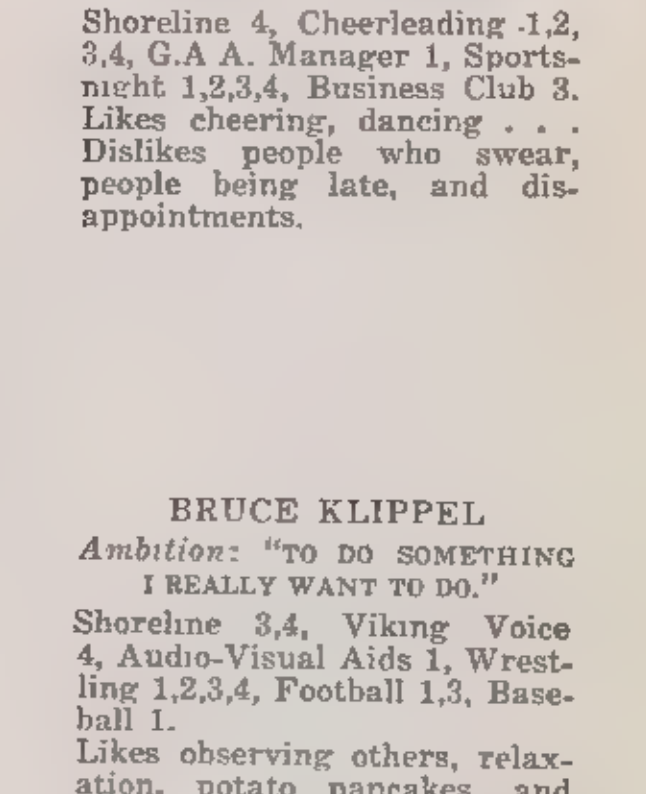 Shoreline 4, Cheerleading -1,2,
3,4, G.A A. Manager 1, Sports-
night 1,2,3,4, Business Club 3.
Likes cheering, dancing . . .
Dislikes people who swear,
people being late, and dis-
appointments.
BRUCE KLIPPEL
Ambition: "TO DO SOMETHING
I REALLY WANT TO DO."
Shoreline 3,4, Viking Voice
4, Audio-Visual Aids 1, Wrest-
ling 1,2,3,4, Football 1,3, Base-
ball 1.
Likes observing others, relax-
ation, potato pancakes, and